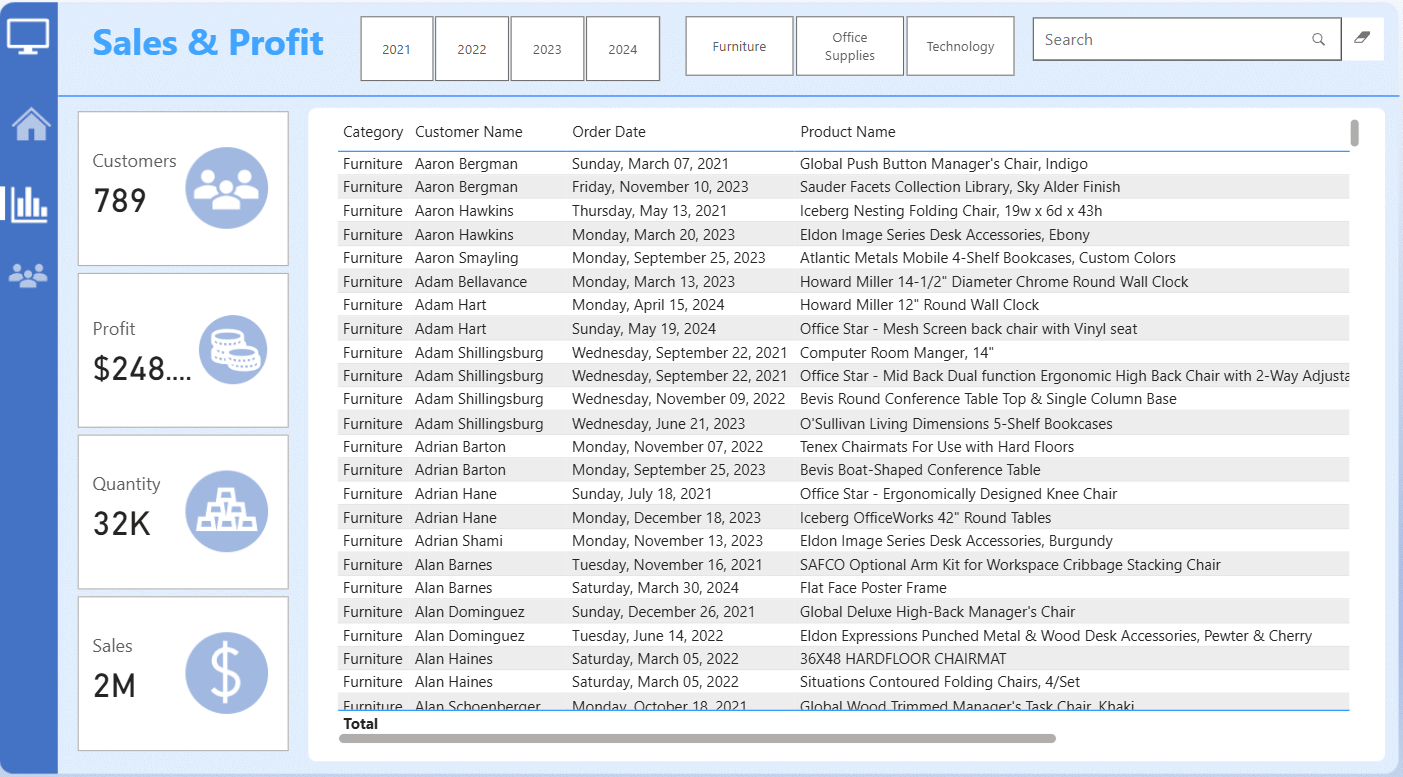 Sales & Profit
2021
2022
2023
2024
Furniture
Office
Supplies
Technology
Search
Customers
789
Profit
$248....
Quantity
32K
Sales
2M
Category Customer Name Order Date Product Name
Furniture Aaron Bergman Sunday, March 07, 2021 Global Push Button Manager's Chair, Indigo
Furniture Aaron Bergman Friday, November 10, 2023 Sauder Facets Collection Library, Sky Alder Finish
Furniture Aaron Hawkins Thursday, May 13, 2021 Iceberg Nesting Folding Chair, 19w x 6d x 43h
Furniture Aaron Hawkins Monday, March 20, 2023 Eldon Image Series Desk Accessories, Ebony
Furniture Aaron Smayling Monday, September 25, 2023 Atlantic Metals Mobile 4-Shelf Bookcases, Custom Colors
Furniture Adam Bellavance Monday, March 13, 2023 Howard Miller 14-1/2" Diameter Chrome Round Wall Clock
Furniture Adam Hart Monday, April 15, 2024 Howard Miller 12" Round Wall Clock
Furniture Adam Hart Sunday, May 19, 2024 Office Star - Mesh Screen back chair with Vinyl seat
Furniture Adam Shillingsburg Wednesday, September 22, 2021 Computer Room Manger, 14"
Furniture Adam Shillingsburg Wednesday, September 22, 2021 Office Star - Mid Back Dual function Ergonomic High Back Chair with 2-Way Adjusta
Furniture Adam Shillingsburg Wednesday, November 09, 2022 Bevis Round Conference Table Top & Single Column Base
Furniture Adam Shillingsburg Wednesday, June 21, 2023 O'Sullivan Living Dimensions 5-Shelf Bookcases
Furniture Adrian Barton Monday, November 07, 2022 Tenex Chairmats For Use with Hard Floors
Furniture Adrian Barton Monday, September 25, 2023 Bevis Boat-Shaped Conference Table
Furniture Adrian Hane Sunday, July 18, 2021 Office Star - Ergonomically Designed Knee Chair
Furniture Adrian Hane Monday, December 18, 2023 Iceberg OfficeWorks 42" Round Tables
Furniture Adrian Shami Monday, November 13, 2023 Eldon Image Series Desk Accessories, Burgundy
Furniture Alan Barnes Tuesday, November 16, 2021 SAFCO Optional Arm Kit for Workspace Cribbage Stacking Chair
Furniture Alan Barnes Saturday, March 30, 2024 Flat Face Poster Frame
Furniture Alan Dominguez Sunday, December 26, 2021 Global Deluxe High-Back Manager's Chair
Furniture Alan Dominguez Tuesday, June 14, 2022 Eldon Expressions Punched Metal & Wood Desk Accessories, Pewter & Cherry
Furniture Alan Haines Saturday, March 05, 2022 36X48 HARDFLOOR CHAIRMAT
Furniture Alan Haines Saturday, March 05, 2022 Situations Contoured Folding Chairs, 4/Set
Furniture Alan Schoenberger Monday, October 18, 2021 Global Wood Trimmed Manager's Task Chair, Khaki
Total